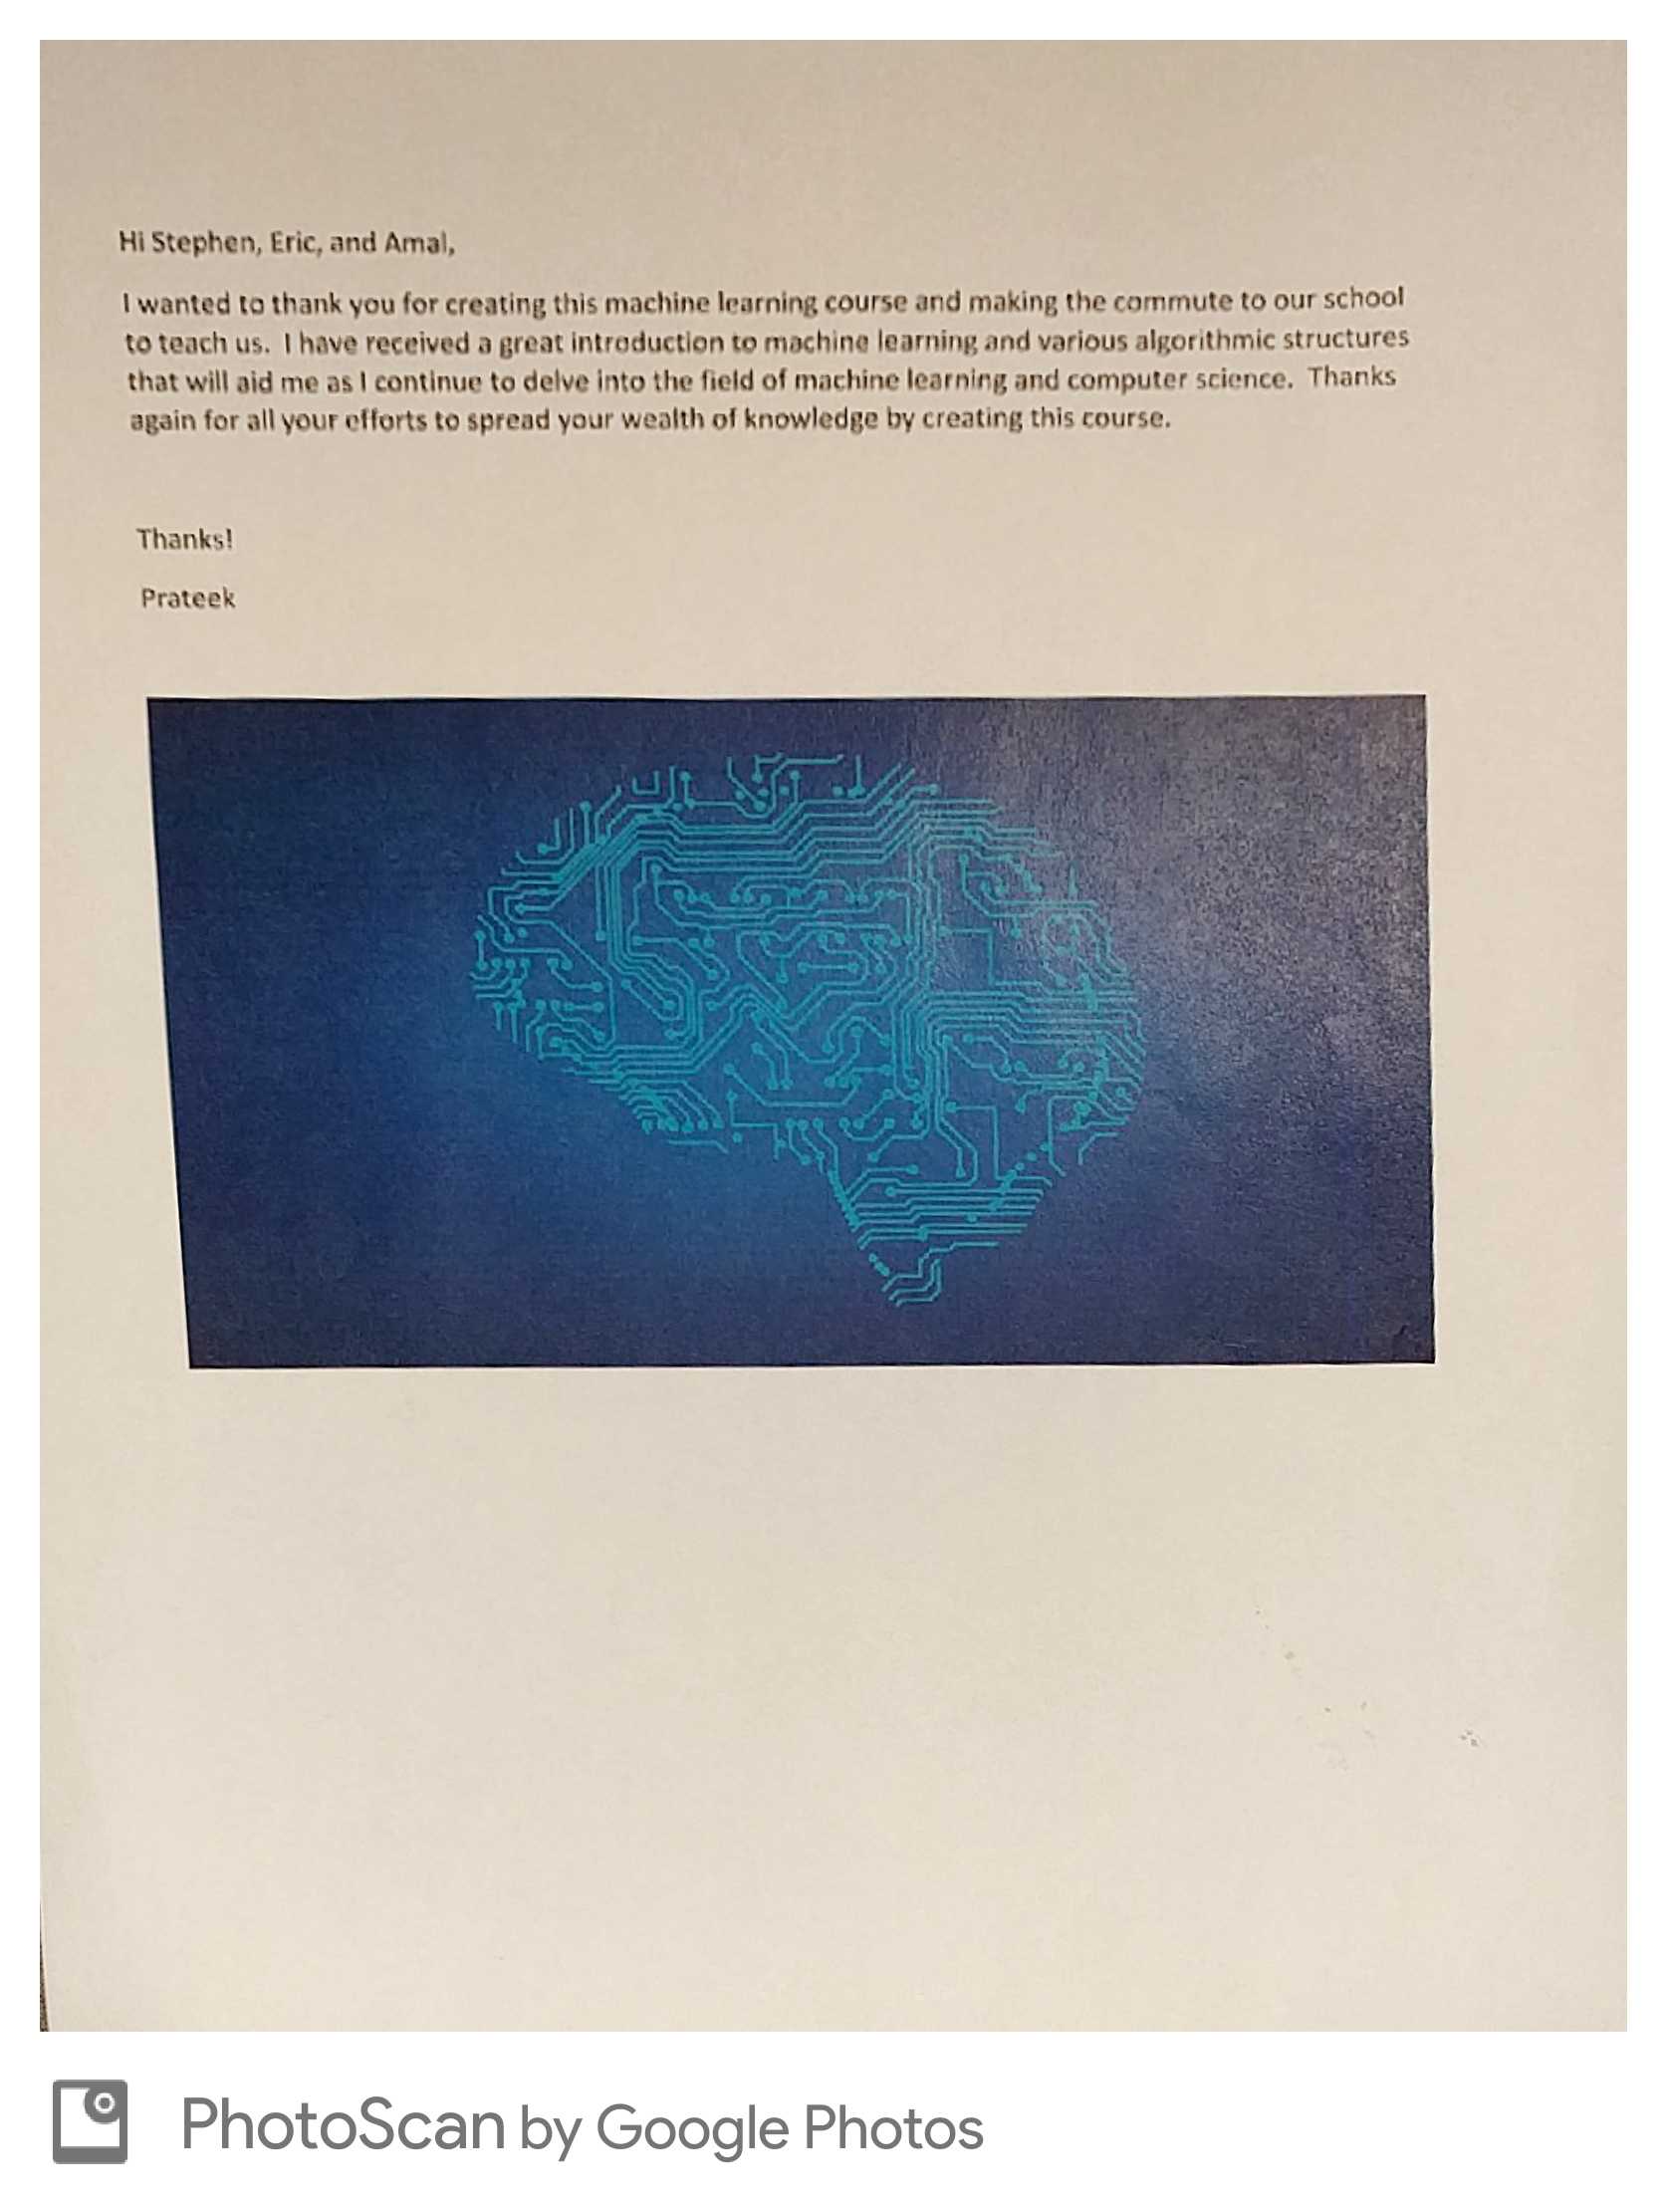 Hi Stephen, Eric, and Amal,
I wanted to thank you for creating this machine learning course and making the commute to our school
to teach us.  I have received a great introduction to machine learning and various algorithmic structures
that will aid me as I continue to delve into the field of machine learning and computer science.  Thanks
again for all your efforts to spread your wealth of knowledge by creating this course.
Thanks!
Prateek
PhotoScan by Google Photos